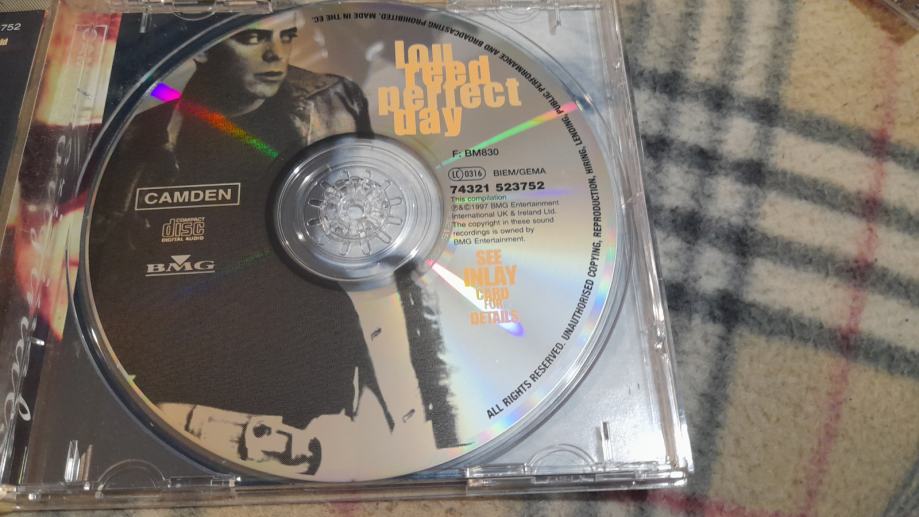 752
lou
reed
perfect
day
F: BM830
LC 0316 BIEM/GEMA
74321 523752
This compilation
℗&©1997 BMG Entertainment
International UK & Ireland Ltd.
The copyright in these sound
recordings is owned by
BMG Entertainment.
SEE
INLAY
CARD
FOR
DETAILS
CAMDEN
COMPACT
disc
DIGITAL AUDIO
BMG
ALL RIGHTS RESERVED. UNAUTHORISED COPYING, REPRODUCTION, HIRING, LENDING, PUBLIC PERFORMANCE AND BROADCASTING PROHIBITED. MADE IN THE EC.